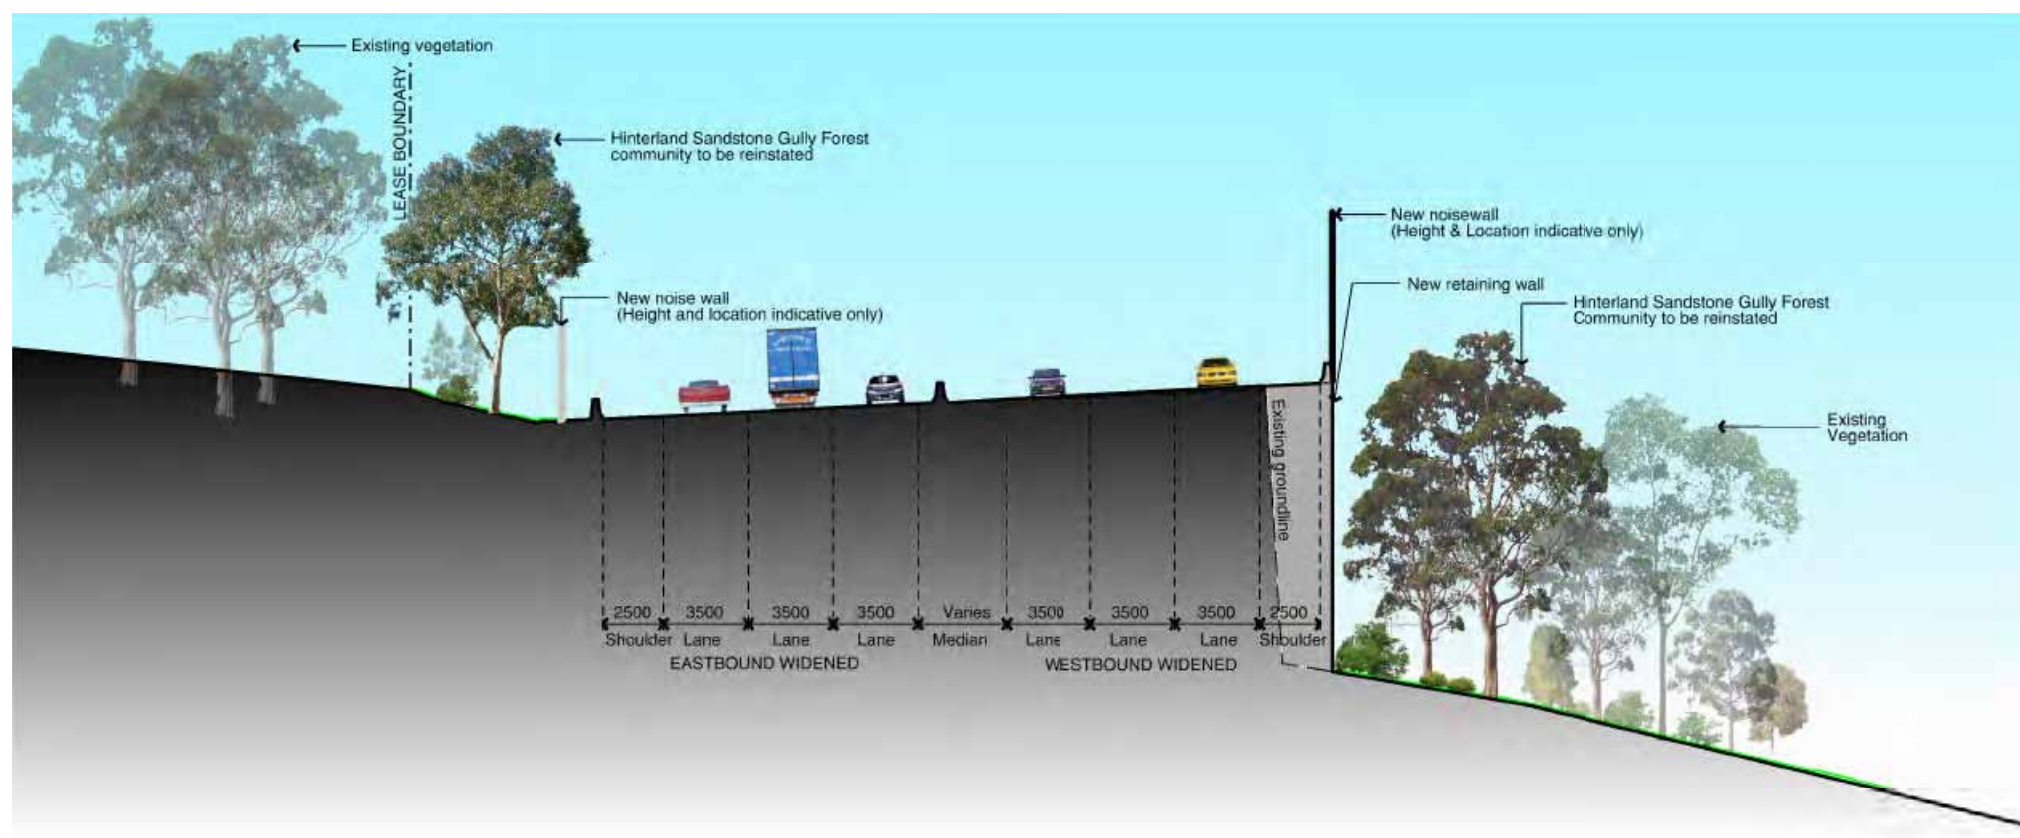 Existing vegetation
LEASE BOUNDARY
Hinterland Sandstone Gully Forest
community to be reinstated
New noisewall
(Height & Location indicative only)
New retaining wall
New noise wall
(Height and location indicative only)
Hinterland Sandstone Gully Forest
Community to be reinstated
Existing
Vegetation
Existing groundline
2500 3500 3500 3500 Varies 3500 3500 3500 2500
Shoulder Lane Lane Lane Median Lane Lane Lane Shoulder
EASTBOUND WIDENED WESTBOUND WIDENED